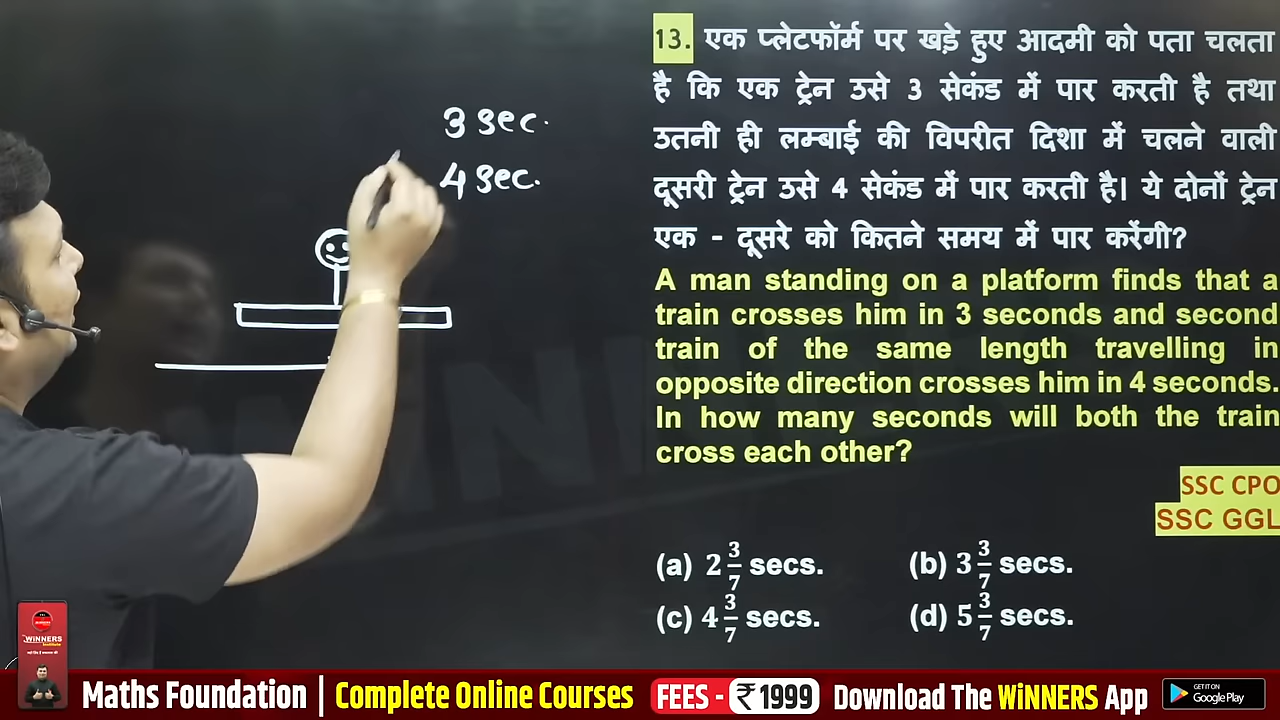 3 sec.
4 sec.
13. एक प्लेटफॉर्म पर खड़े हुए आदमी को पता चलता
है कि एक ट्रेन उसे 3 सेकंड में पार करती है तथा
उतनी ही लम्बाई की विपरीत दिशा में चलने वाली
दूसरी ट्रेन उसे 4 सेकंड में पार करती है। ये दोनों ट्रेन
एक - दूसरे को कितने समय में पार करेंगी?
A man standing on a platform finds that a
train crosses him in 3 seconds and second
train of the same length travelling in
opposite direction crosses him in 4 seconds.
In how many seconds will both the train
cross each other?
SSC CPO
SSC GGL
(a) 2 3/7 secs. (b) 3 3/7 secs.
(c) 4 3/7 secs. (d) 5 3/7 secs.
WiNNERS
Maths Foundation | Complete Online Courses FEES - ₹ 1999 Download The WiNNERS App GET IT ON Google Play